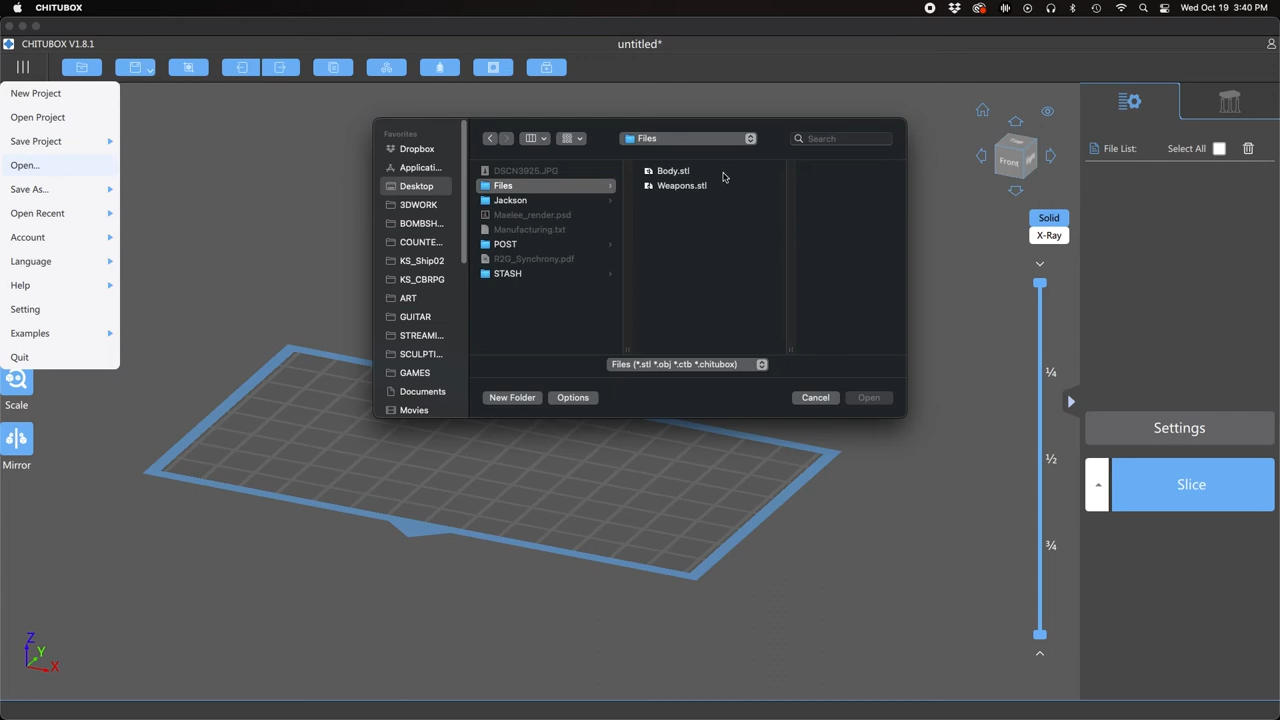 CHITUBOX
Wed Oct 19 3:40 PM
CHITUBOX V1.8.1
untitled*
New Project
Open Project
Save Project
Open...
Save As...
Open Recent
Account
Language
Help
Setting
Examples
Quit
Scale
Mirror
Favorites
Dropbox
Applicati...
Desktop
3DWORK
BOMBSH...
COUNTE...
KS_Ship02
KS_CBRPG
ART
GUITAR
STREAMI...
SCULPTI...
GAMES
Documents
Movies
Files
Search
DSCN3925.JPG
Files
Jackson
Maelee_render.psd
Manufacturing.txt
POST
R2G_Synchrony.pdf
STASH
Body.stl
Weapons.stl
Files (*.stl *.obj *.ctb *.chitubox)
New Folder
Options
Cancel
Open
Front
Solid
X-Ray
¼
½
¾
File List:
Select All
Settings
Slice
Z
Y
X